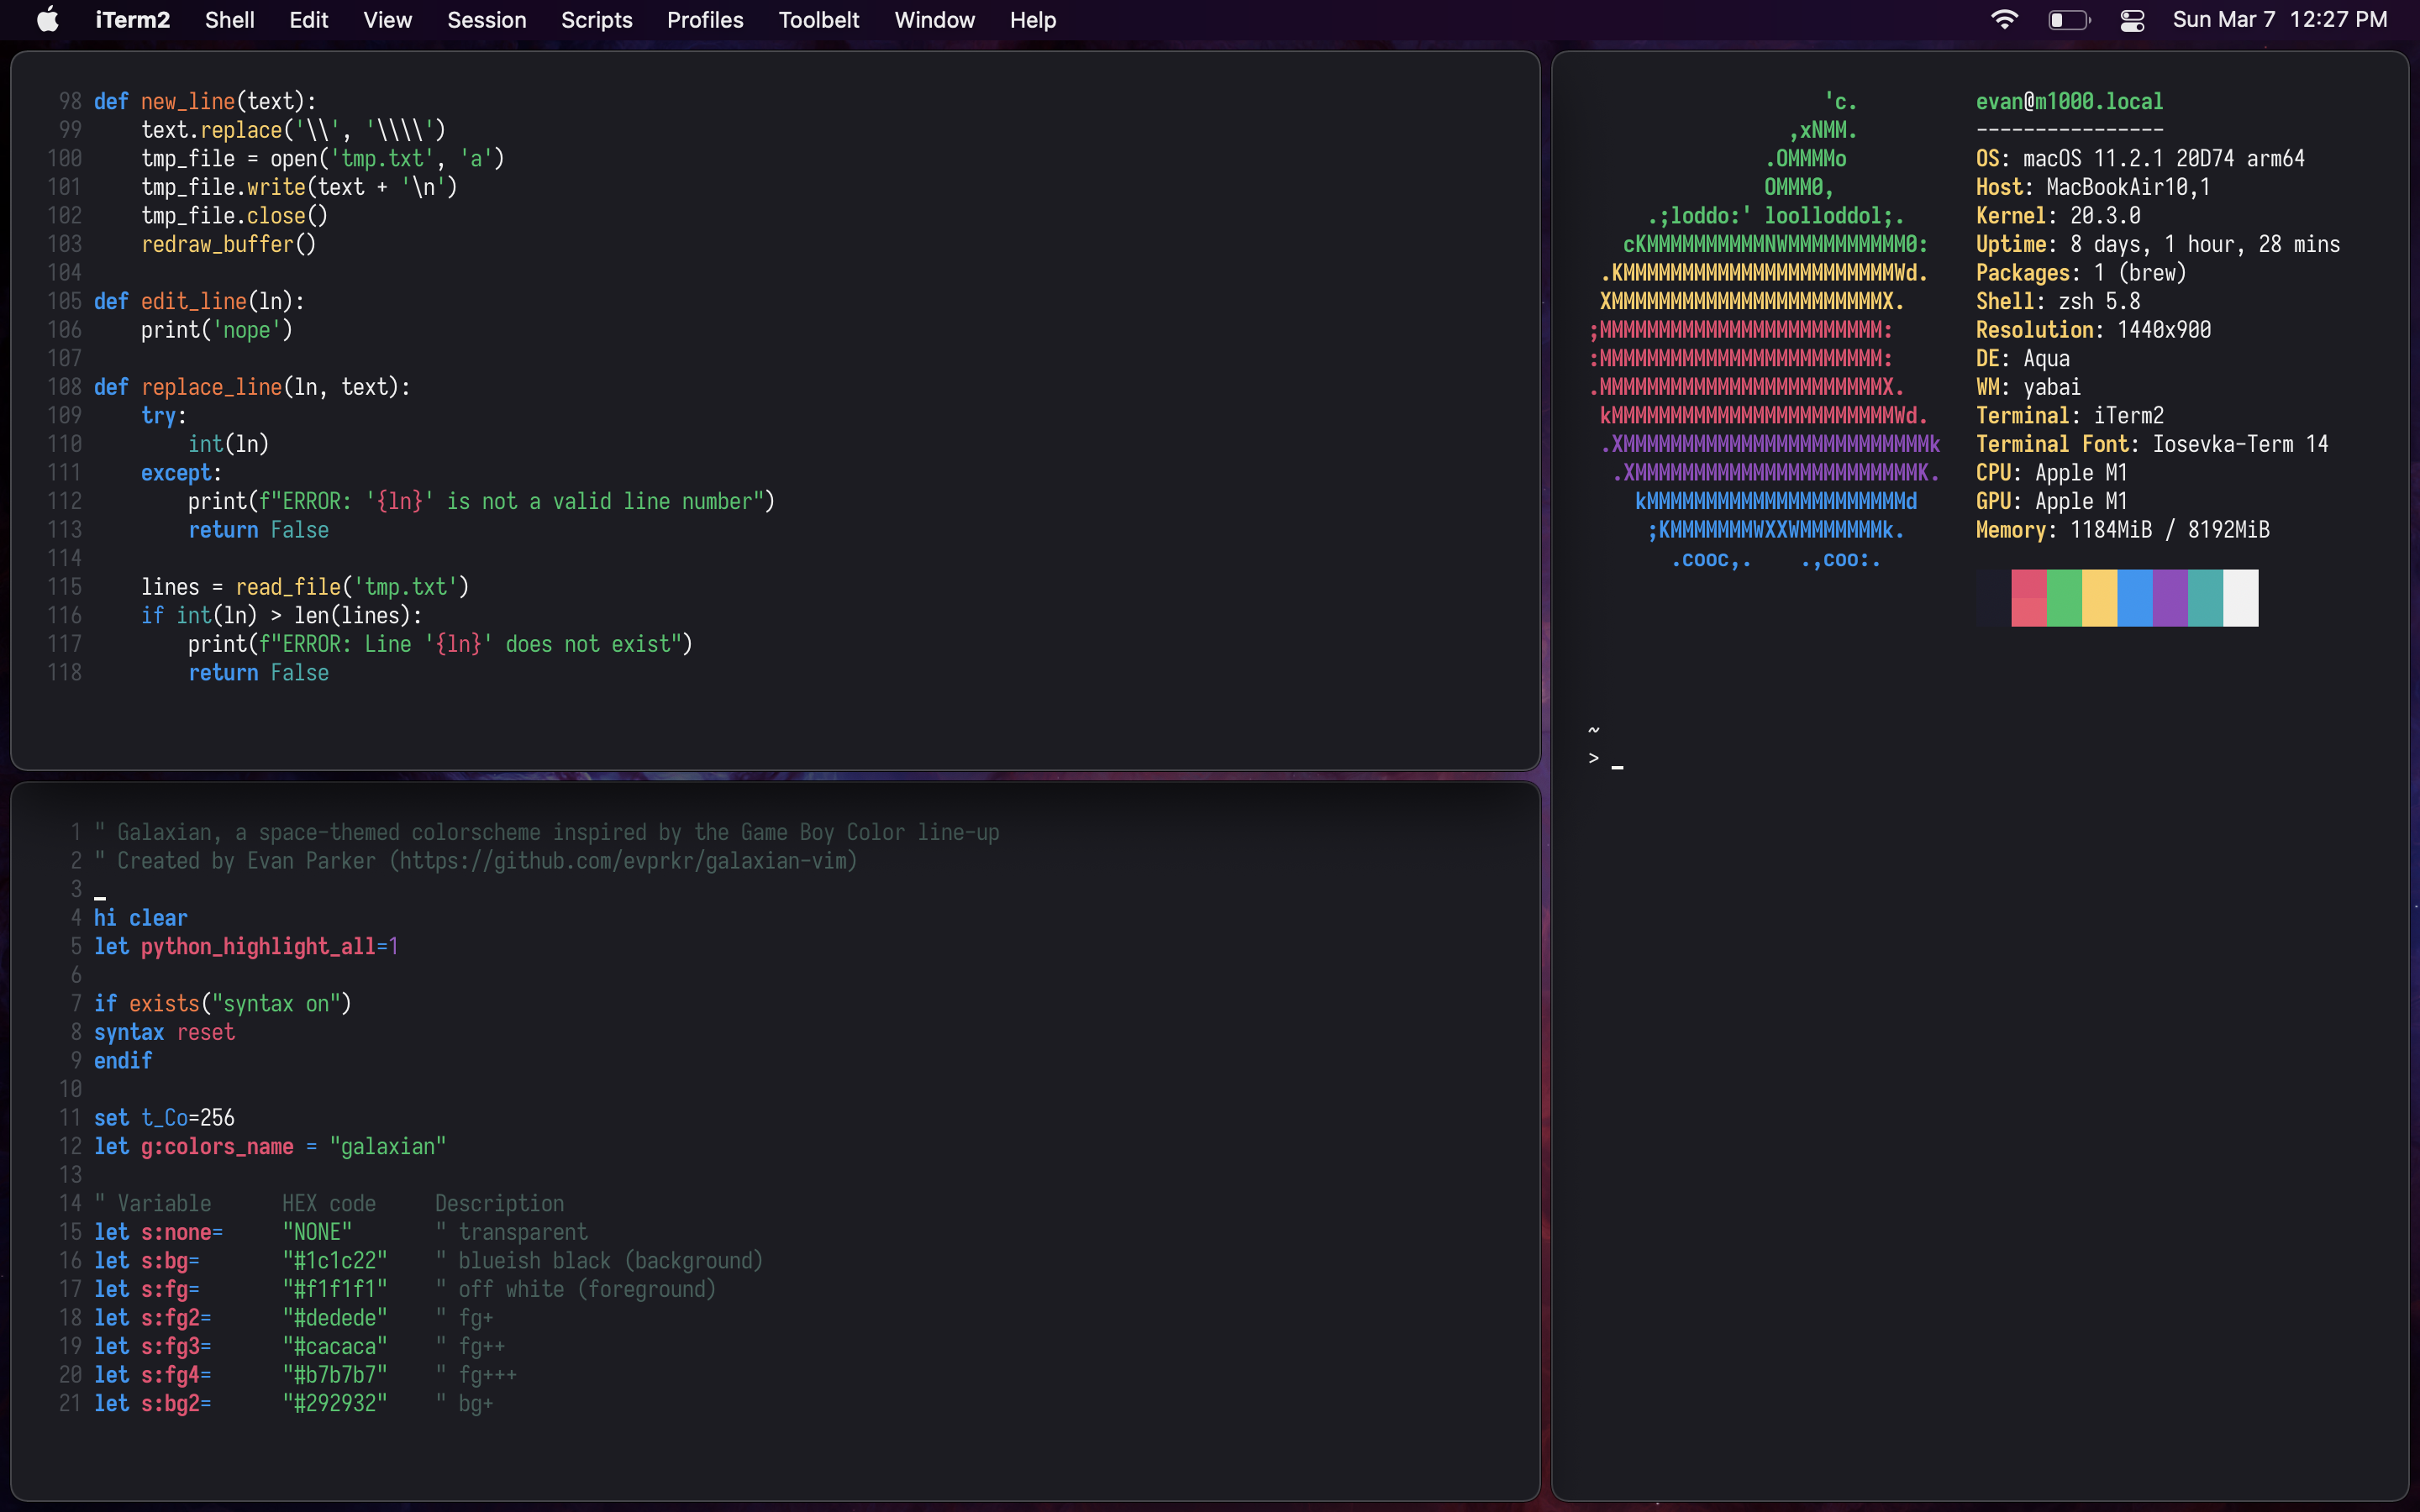 iTerm2 Shell Edit View Session Scripts Profiles Toolbelt Window Help Sun Mar 7 12:27 PM
98 def new_line(text):
99     text.replace('\\', '\\\\')
100     tmp_file = open('tmp.txt', 'a')
101     tmp_file.write(text + '\n')
102     tmp_file.close()
103     redraw_buffer()
104
105 def edit_line(ln):
106     print('nope')
107
108 def replace_line(ln, text):
109     try:
110         int(ln)
111     except:
112         print(f"ERROR: '{ln}' is not a valid line number")
113         return False
114
115     lines = read_file('tmp.txt')
116     if int(ln) > len(lines):
117         print(f"ERROR: Line '{ln}' does not exist")
118         return False
1 " Galaxian, a space-themed colorscheme inspired by the Game Boy Color line-up
2 " Created by Evan Parker (https://github.com/evprkr/galaxian-vim)
3
4 hi clear
5 let python_highlight_all=1
6
7 if exists("syntax on")
8 syntax reset
9 endif
10
11 set t_Co=256
12 let g:colors_name = "galaxian"
13
14 " Variable      HEX code     Description
15 let s:none=     "NONE"       " transparent
16 let s:bg=       "#1c1c22"    " blueish black (background)
17 let s:fg=       "#f1f1f1"    " off white (foreground)
18 let s:fg2=      "#dedede"    " fg+
19 let s:fg3=      "#cacaca"    " fg++
20 let s:fg4=      "#b7b7b7"    " fg+++
21 let s:bg2=      "#292932"    " bg+
                    'c.          evan@m1000.local
                 ,xNMM.          ----------------
               .OMMMMo           OS: macOS 11.2.1 20D74 arm64
               OMMM0,            Host: MacBookAir10,1
     .;loddo:' loolloddol;.      Kernel: 20.3.0
   cKMMMMMMMMMMNWMMMMMMMMMM0:    Uptime: 8 days, 1 hour, 28 mins
 .KMMMMMMMMMMMMMMMMMMMMMMMWd.    Packages: 1 (brew)
 XMMMMMMMMMMMMMMMMMMMMMMMX.      Shell: zsh 5.8
;MMMMMMMMMMMMMMMMMMMMMMMM:       Resolution: 1440x900
:MMMMMMMMMMMMMMMMMMMMMMMM:       DE: Aqua
.MMMMMMMMMMMMMMMMMMMMMMMMX.      WM: yabai
 kMMMMMMMMMMMMMMMMMMMMMMMMWd.    Terminal: iTerm2
 .XMMMMMMMMMMMMMMMMMMMMMMMMMMk   Terminal Font: Iosevka-Term 14
  .XMMMMMMMMMMMMMMMMMMMMMMMMK.   CPU: Apple M1
    kMMMMMMMMMMMMMMMMMMMMMMd     GPU: Apple M1
     ;KMMMMMMMWXXWMMMMMMMk.      Memory: 1184MiB / 8192MiB
       .cooc,.    .,coo:.
~
> _